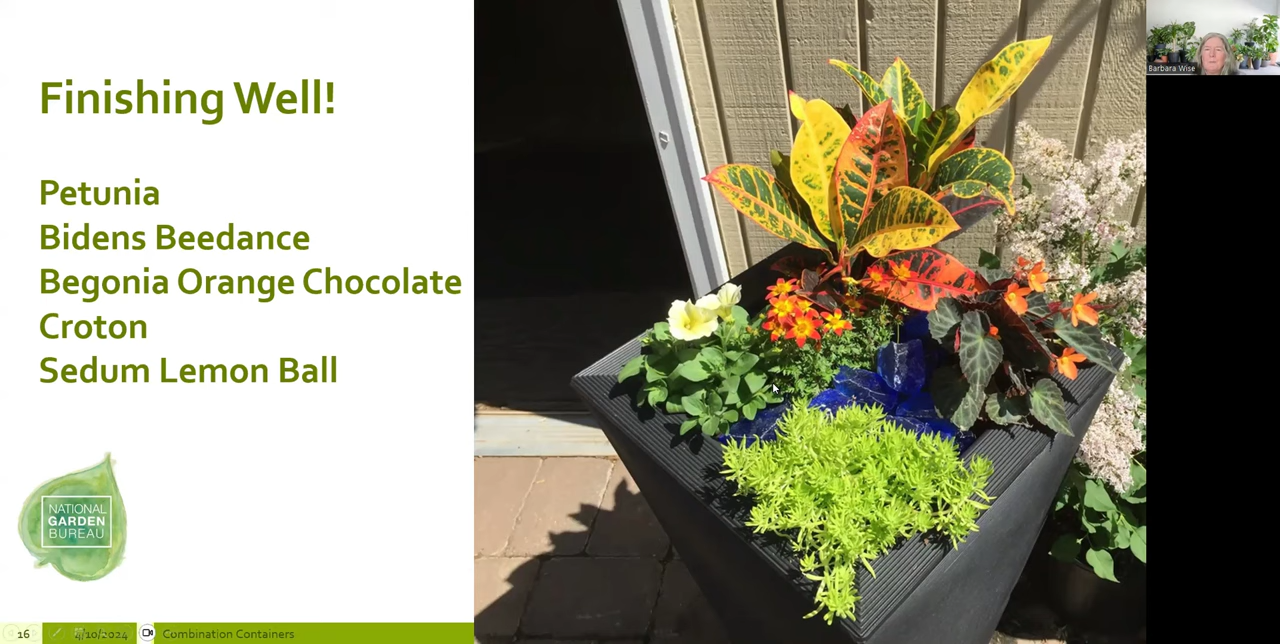 Finishing Well!
Petunia
Bidens Beedance
Begonia Orange Chocolate
Croton
Sedum Lemon Ball
NATIONAL
GARDEN
BUREAU
16
4/10/2024
Combination Containers
Barbara Wise